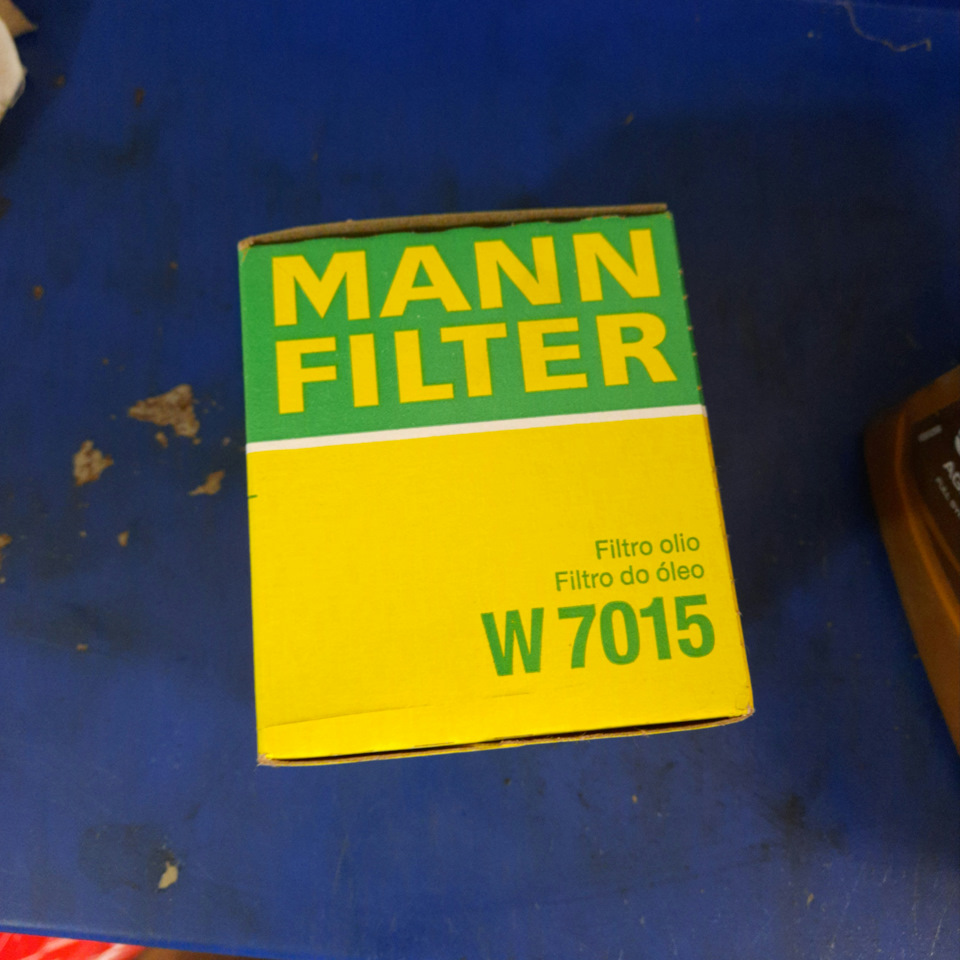 MANN
FILTER
Filtro olio
Filtro do óleo
W 7015